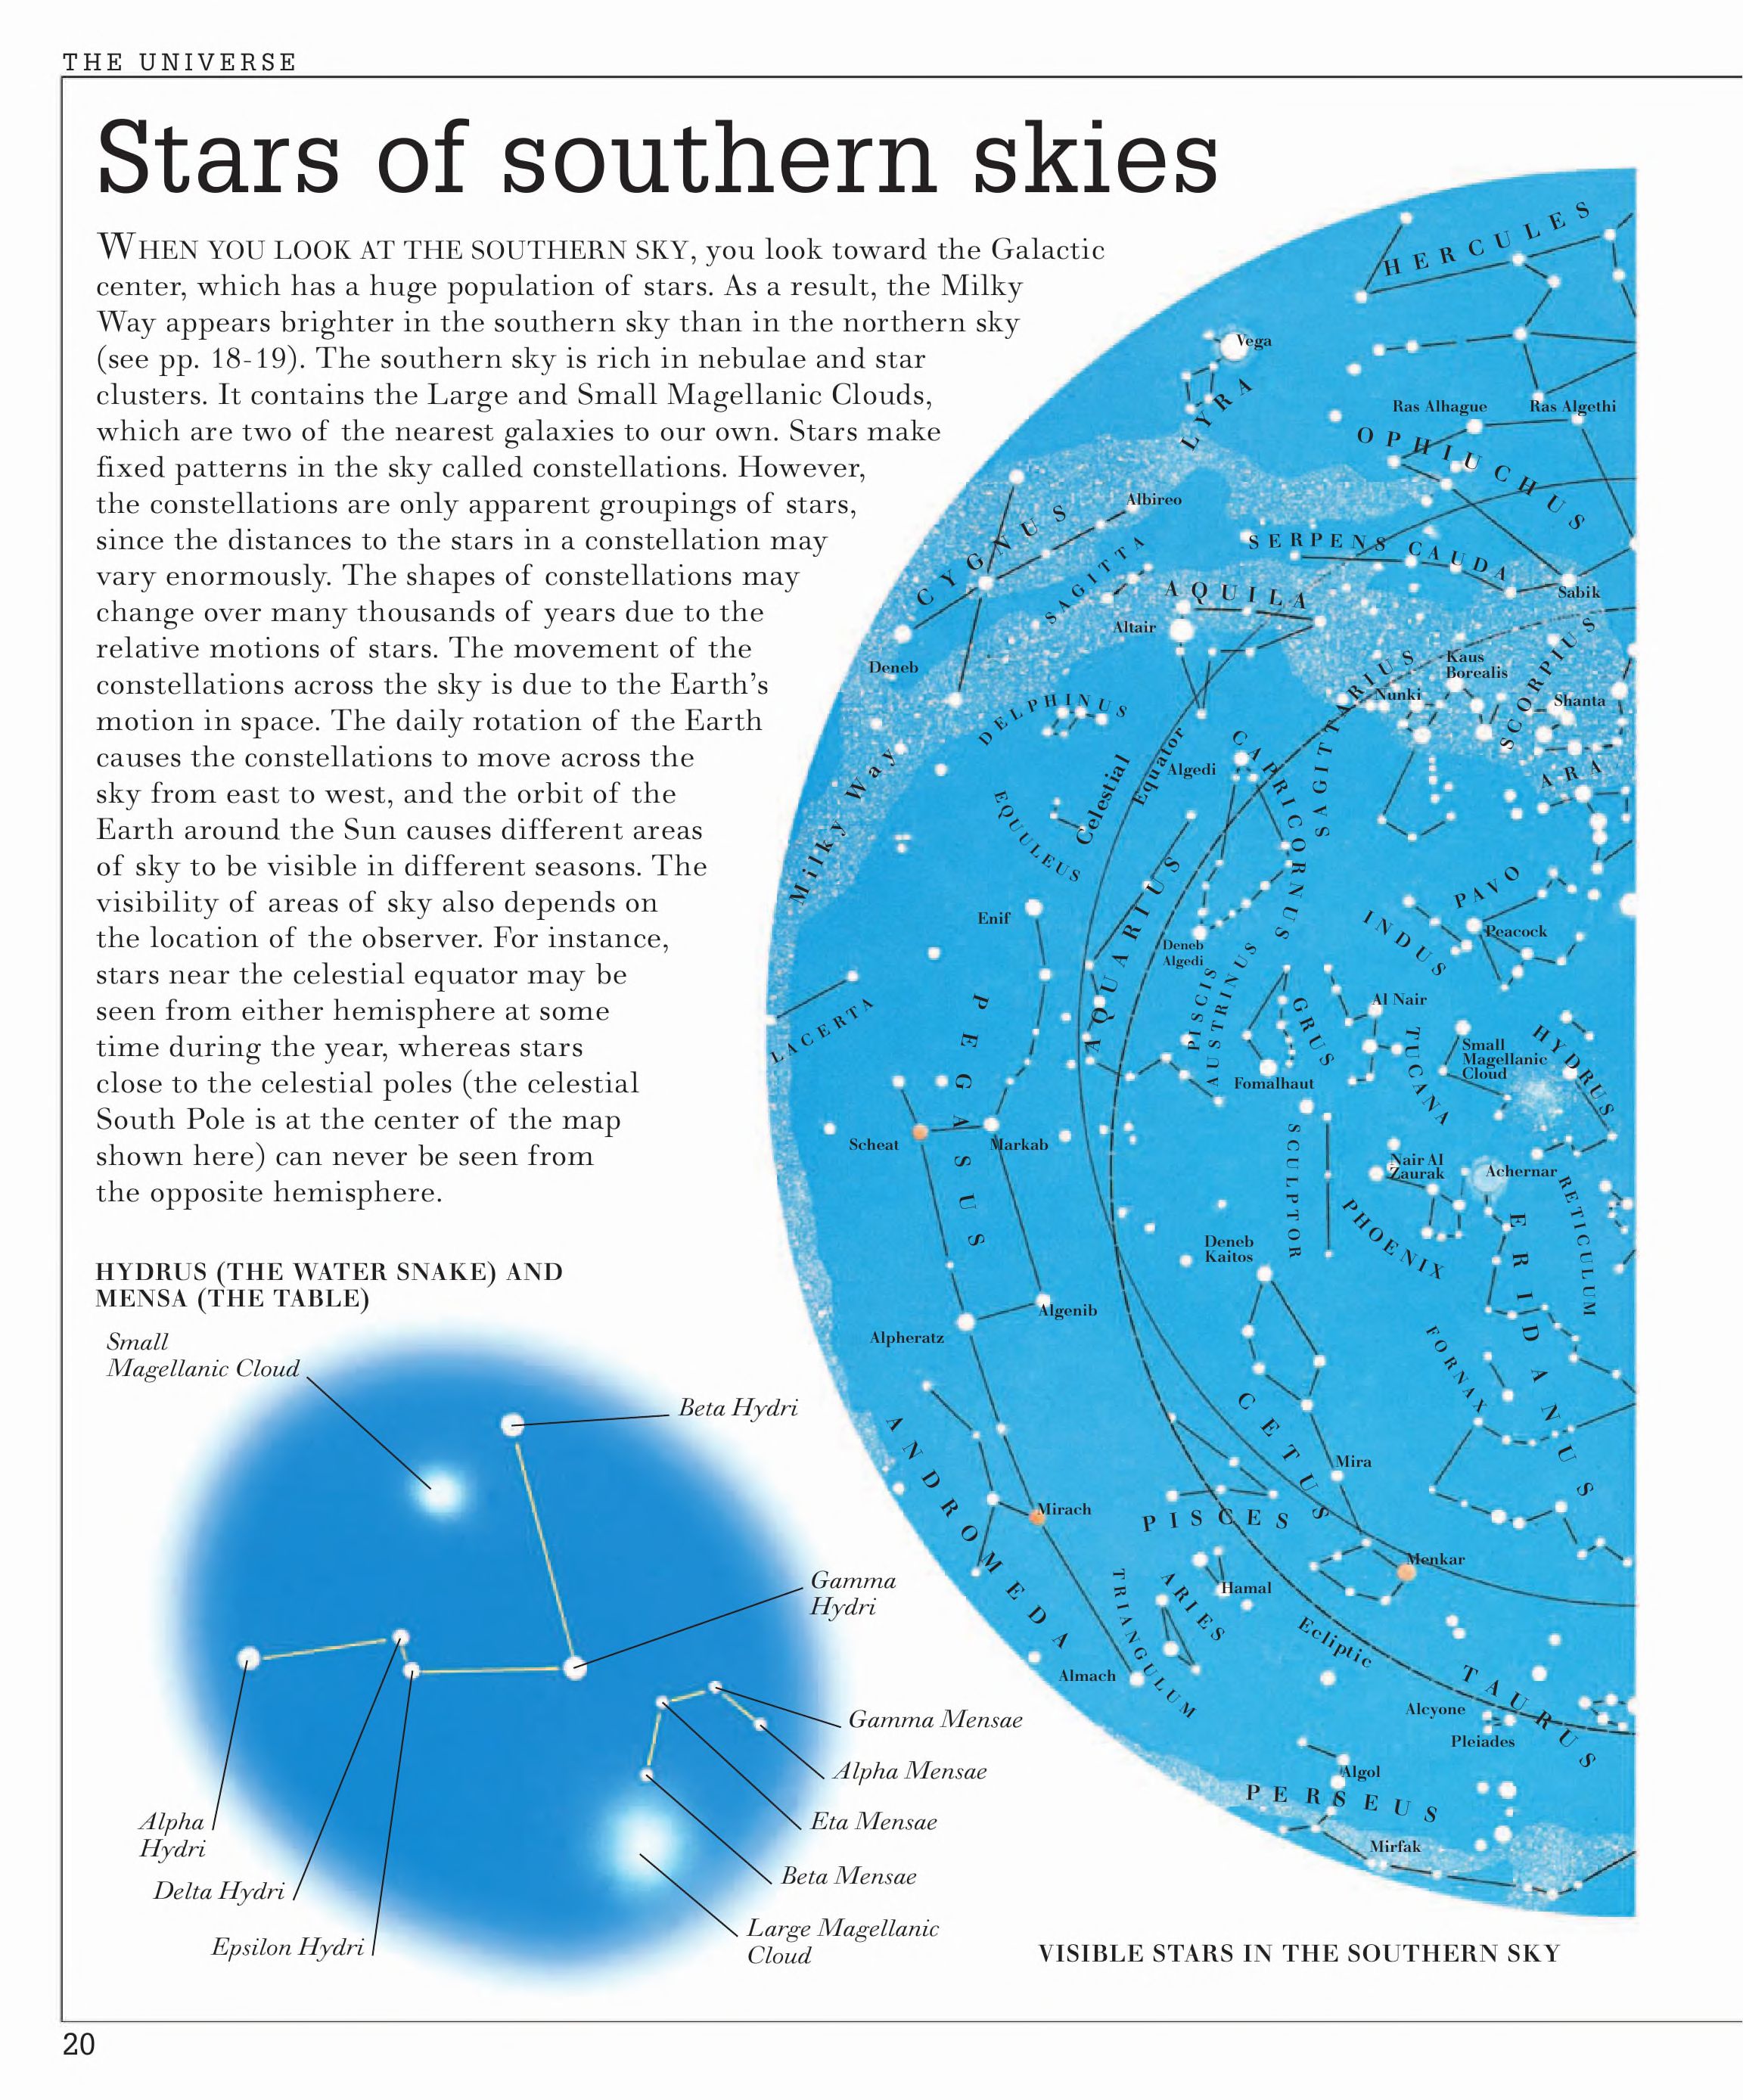 THE UNIVERSE
Stars of southern skies
WHEN YOU LOOK AT THE SOUTHERN SKY, you look toward the Galactic
center, which has a huge population of stars. As a result, the Milky
Way appears brighter in the southern sky than in the northern sky
(see pp. 18-19). The southern sky is rich in nebulae and star
clusters. It contains the Large and Small Magellanic Clouds,
which are two of the nearest galaxies to our own. Stars make
fixed patterns in the sky called constellations. However,
the constellations are only apparent groupings of stars,
since the distances to the stars in a constellation may
vary enormously. The shapes of constellations may
change over many thousands of years due to the
relative motions of stars. The movement of the
constellations across the sky is due to the Earth's
motion in space. The daily rotation of the Earth
causes the constellations to move across the
sky from east to west, and the orbit of the
Earth around the Sun causes different areas
of sky to be visible in different seasons. The
visibility of areas of sky also depends on
the location of the observer. For instance,
stars near the celestial equator may be
seen from either hemisphere at some
time during the year, whereas stars
close to the celestial poles (the celestial
South Pole is at the center of the map
shown here) can never be seen from
the opposite hemisphere.
HYDRUS (THE WATER SNAKE) AND
MENSA (THE TABLE)
Small
Magellanic Cloud
Beta Hydri
Gamma
Hydri
Gamma Mensae
Alpha Mensae
Eta Mensae
Beta Mensae
Large Magellanic
Cloud
Alpha
Hydri
Delta Hydri
Epsilon Hydri
HERCULES
Vega
LYRA
Ras Alhague
Ras Algethi
OPHIUCHUS
Albireo
CYGNUS
SAGITTA
SERPENS CAUDA
AQUILA
Sabik
Altair
Deneb
SAGITTARIUS
Kaus
Borealis
Nunki
SCORPIUS
Shanta
DELPHINUS
Milky Way
Celestial Equator
Algedi
CAPRICORNUS
ARA
EQUULEUS
AQUARIUS
PAVO
Enif
Deneb
Algedi
INDUS
Peacock
LACERTA
PEGASUS
PISCIS
AUSTRINUS
GRUS
Al Nair
TUCANA
Small
Magellanic
Cloud
HYDRUS
Fomalhaut
Scheat
Markab
SCULPTOR
Nair Al
Zaurak
Achernar
RETICULUM
PHOENIX
ERIDANUS
Deneb
Kaitos
Algenib
Alpheratz
FORNAX
CETUS
ANDROMEDA
Mira
Mirach
PISCES
Menkar
TRIANGULUM
ARIES
Hamal
Ecliptic
Almach
TAURUS
Alcyone
Pleiades
Algol
PERSEUS
Mirfak
VISIBLE STARS IN THE SOUTHERN SKY
20